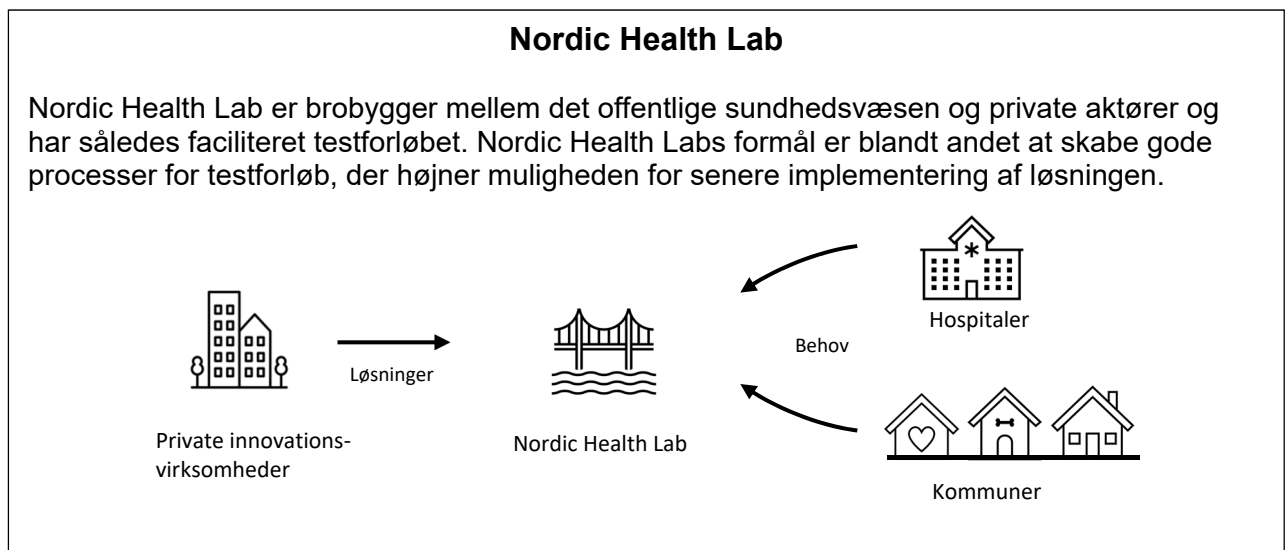 Nordic Health Lab
Nordic Health Lab er brobygger mellem det offentlige sundhedsvæsen og private aktører og
har således faciliteret testforløbet. Nordic Health Labs formål er blandt andet at skabe gode
processer for testforløb, der højner muligheden for senere implementering af løsningen.
Hospitaler
Behov
Løsninger
Private innovations-
virksomheder
Nordic Health Lab
Kommuner